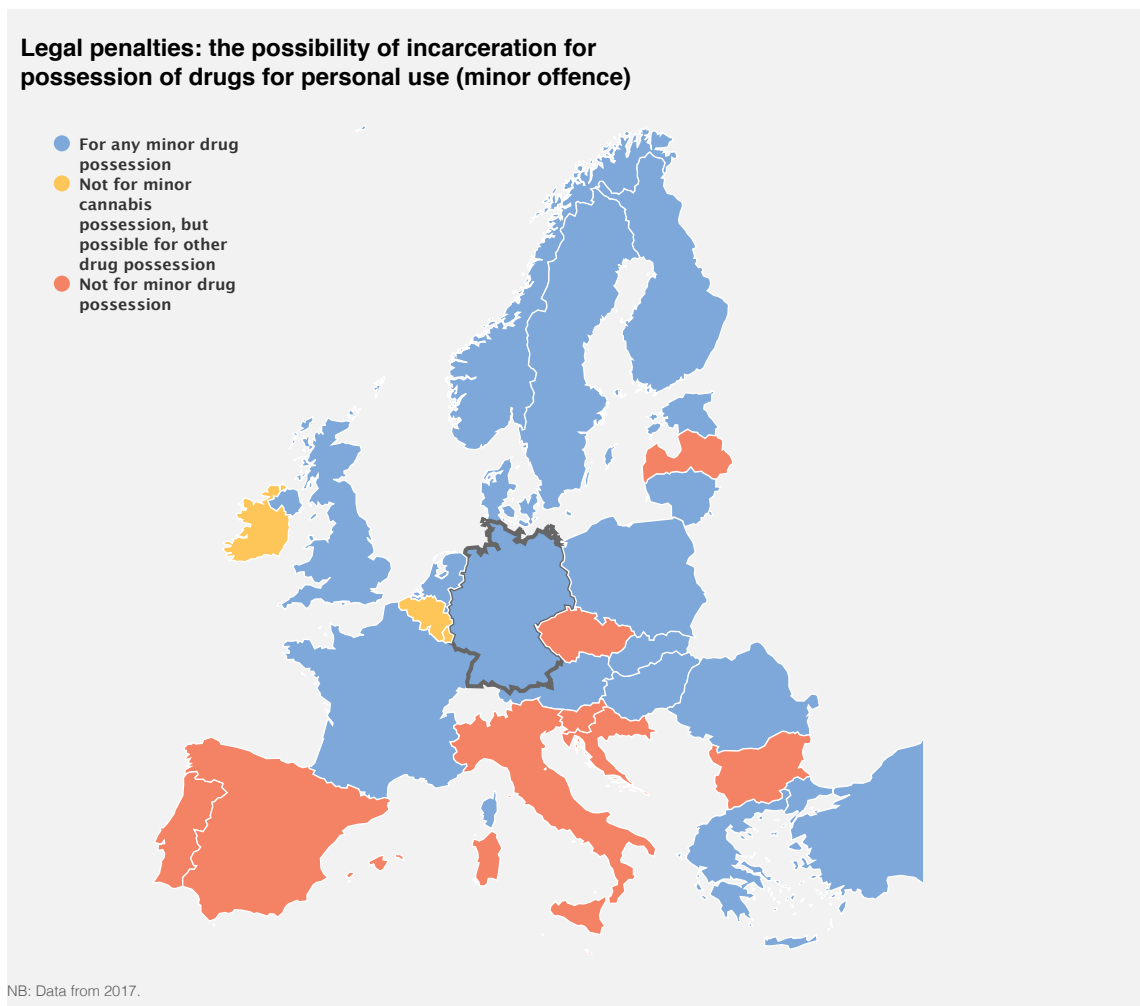 Legal penalties: the possibility of incarceration for
possession of drugs for personal use (minor offence)
For any minor drug
possession
Not for minor
cannabis
possession, but
possible for other
drug possession
Not for minor drug
possession
NB: Data from 2017.